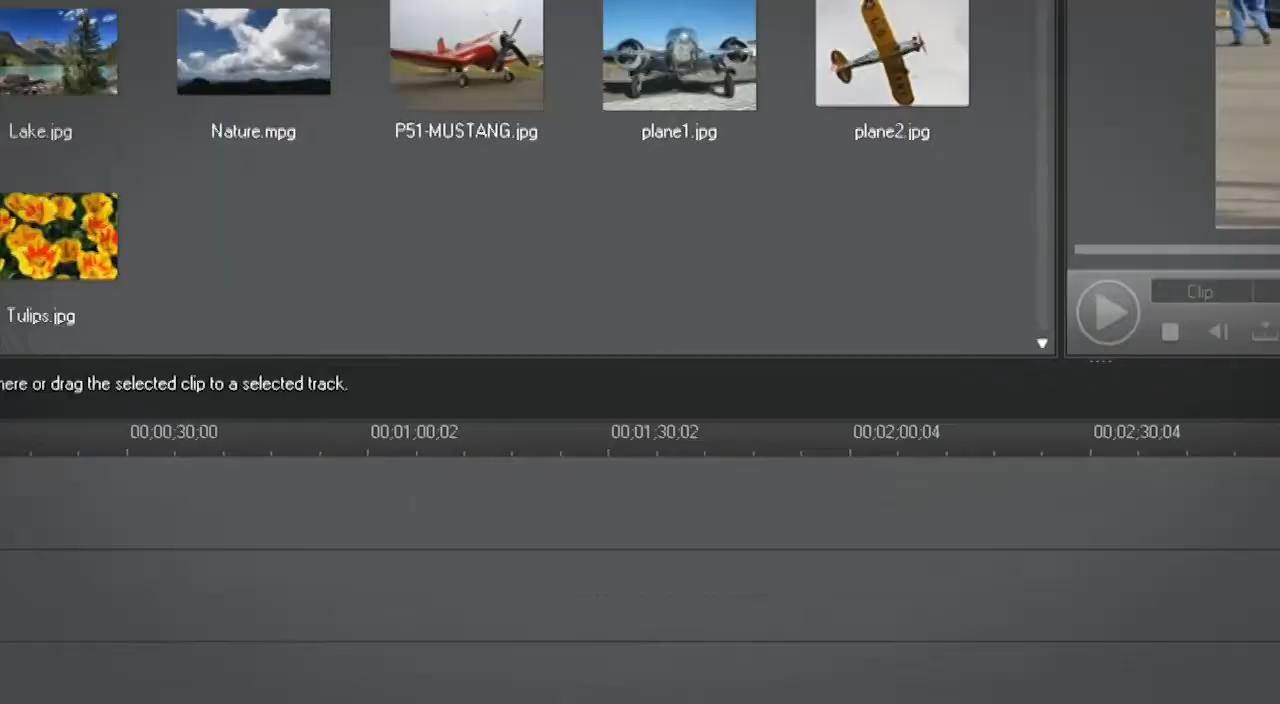 Lake.jpg
Nature.mpg
P51-MUSTANG.jpg
plane1.jpg
plane2.jpg
Tulips.jpg
Clip
here or drag the selected clip to a selected track.
00;00;30;00
00;01;00;02
00;01;30;02
00;02;00;04
00;02;30;04